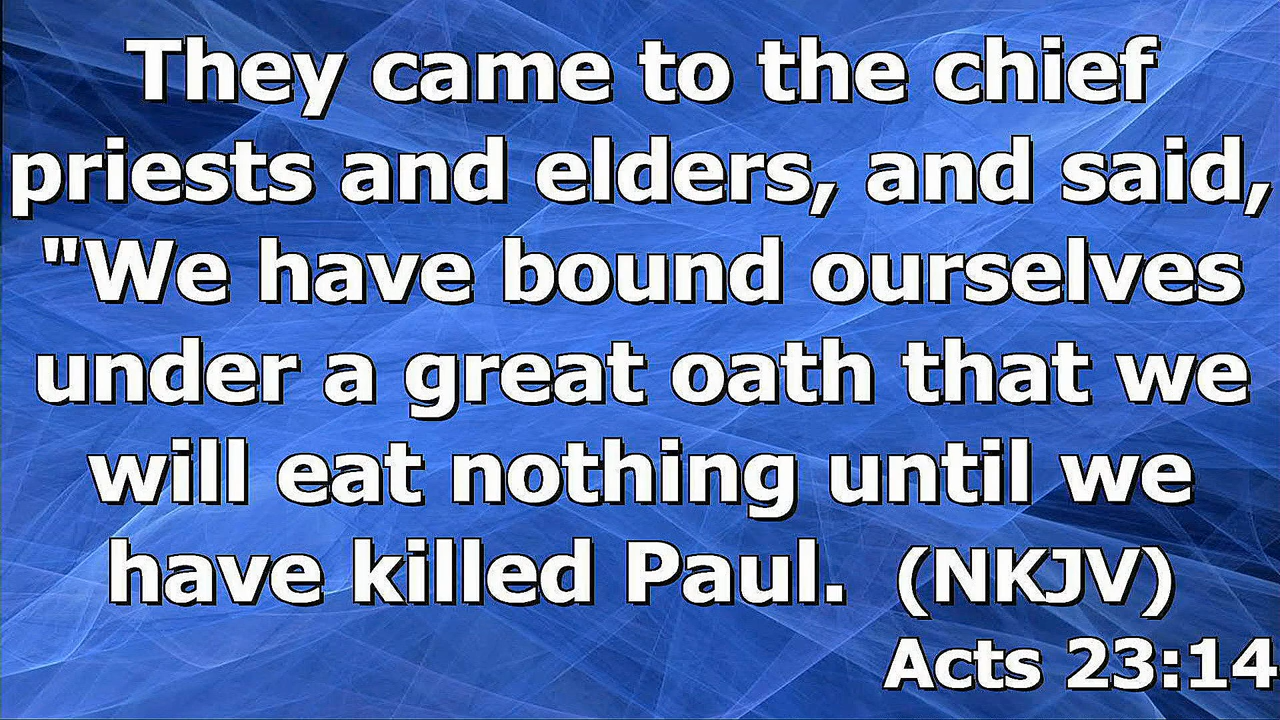 They came to the chief
priests and elders, and said,
"We have bound ourselves
under a great oath that we
will eat nothing until we
have killed Paul.  (NKJV)
Acts 23:14